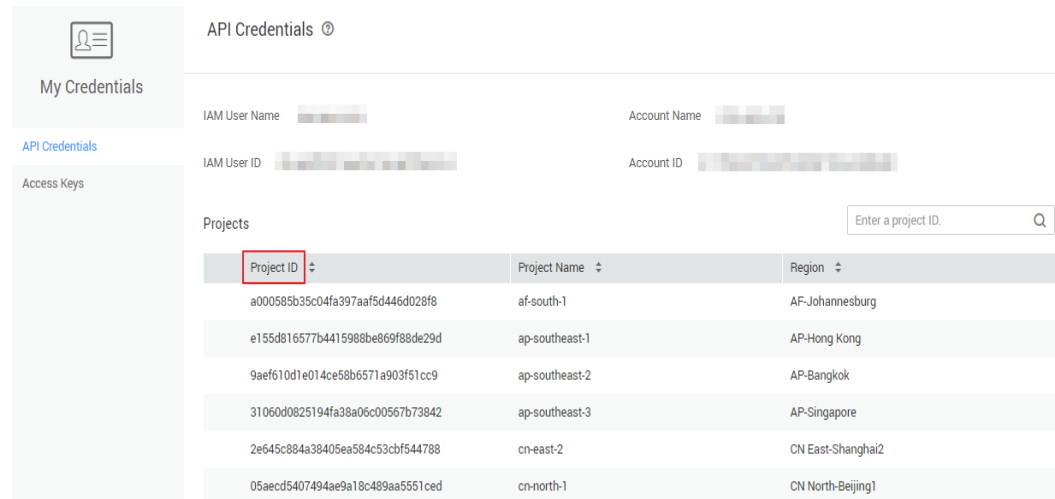 API Credentials
My Credentials
API Credentials
Access Keys
IAM User Name
Account Name
IAM User ID
Account ID
Projects
Enter a project ID.
Project ID Project Name Region
a000585b35c04fa397aaf5d446d028f8 af-south-1 AF-Johannesburg
e155d816577b4415988be869f88de29d ap-southeast-1 AP-Hong Kong
9aef610d1e014ce58b6571a903f51cc9 ap-southeast-2 AP-Bangkok
31060d0825194fa38a06c00567b73842 ap-southeast-3 AP-Singapore
2e645c884a38405ea584c53cbf544788 cn-east-2 CN East-Shanghai2
05aecd5407494ae9a18c489aa5551ced cn-north-1 CN North-Beijing1